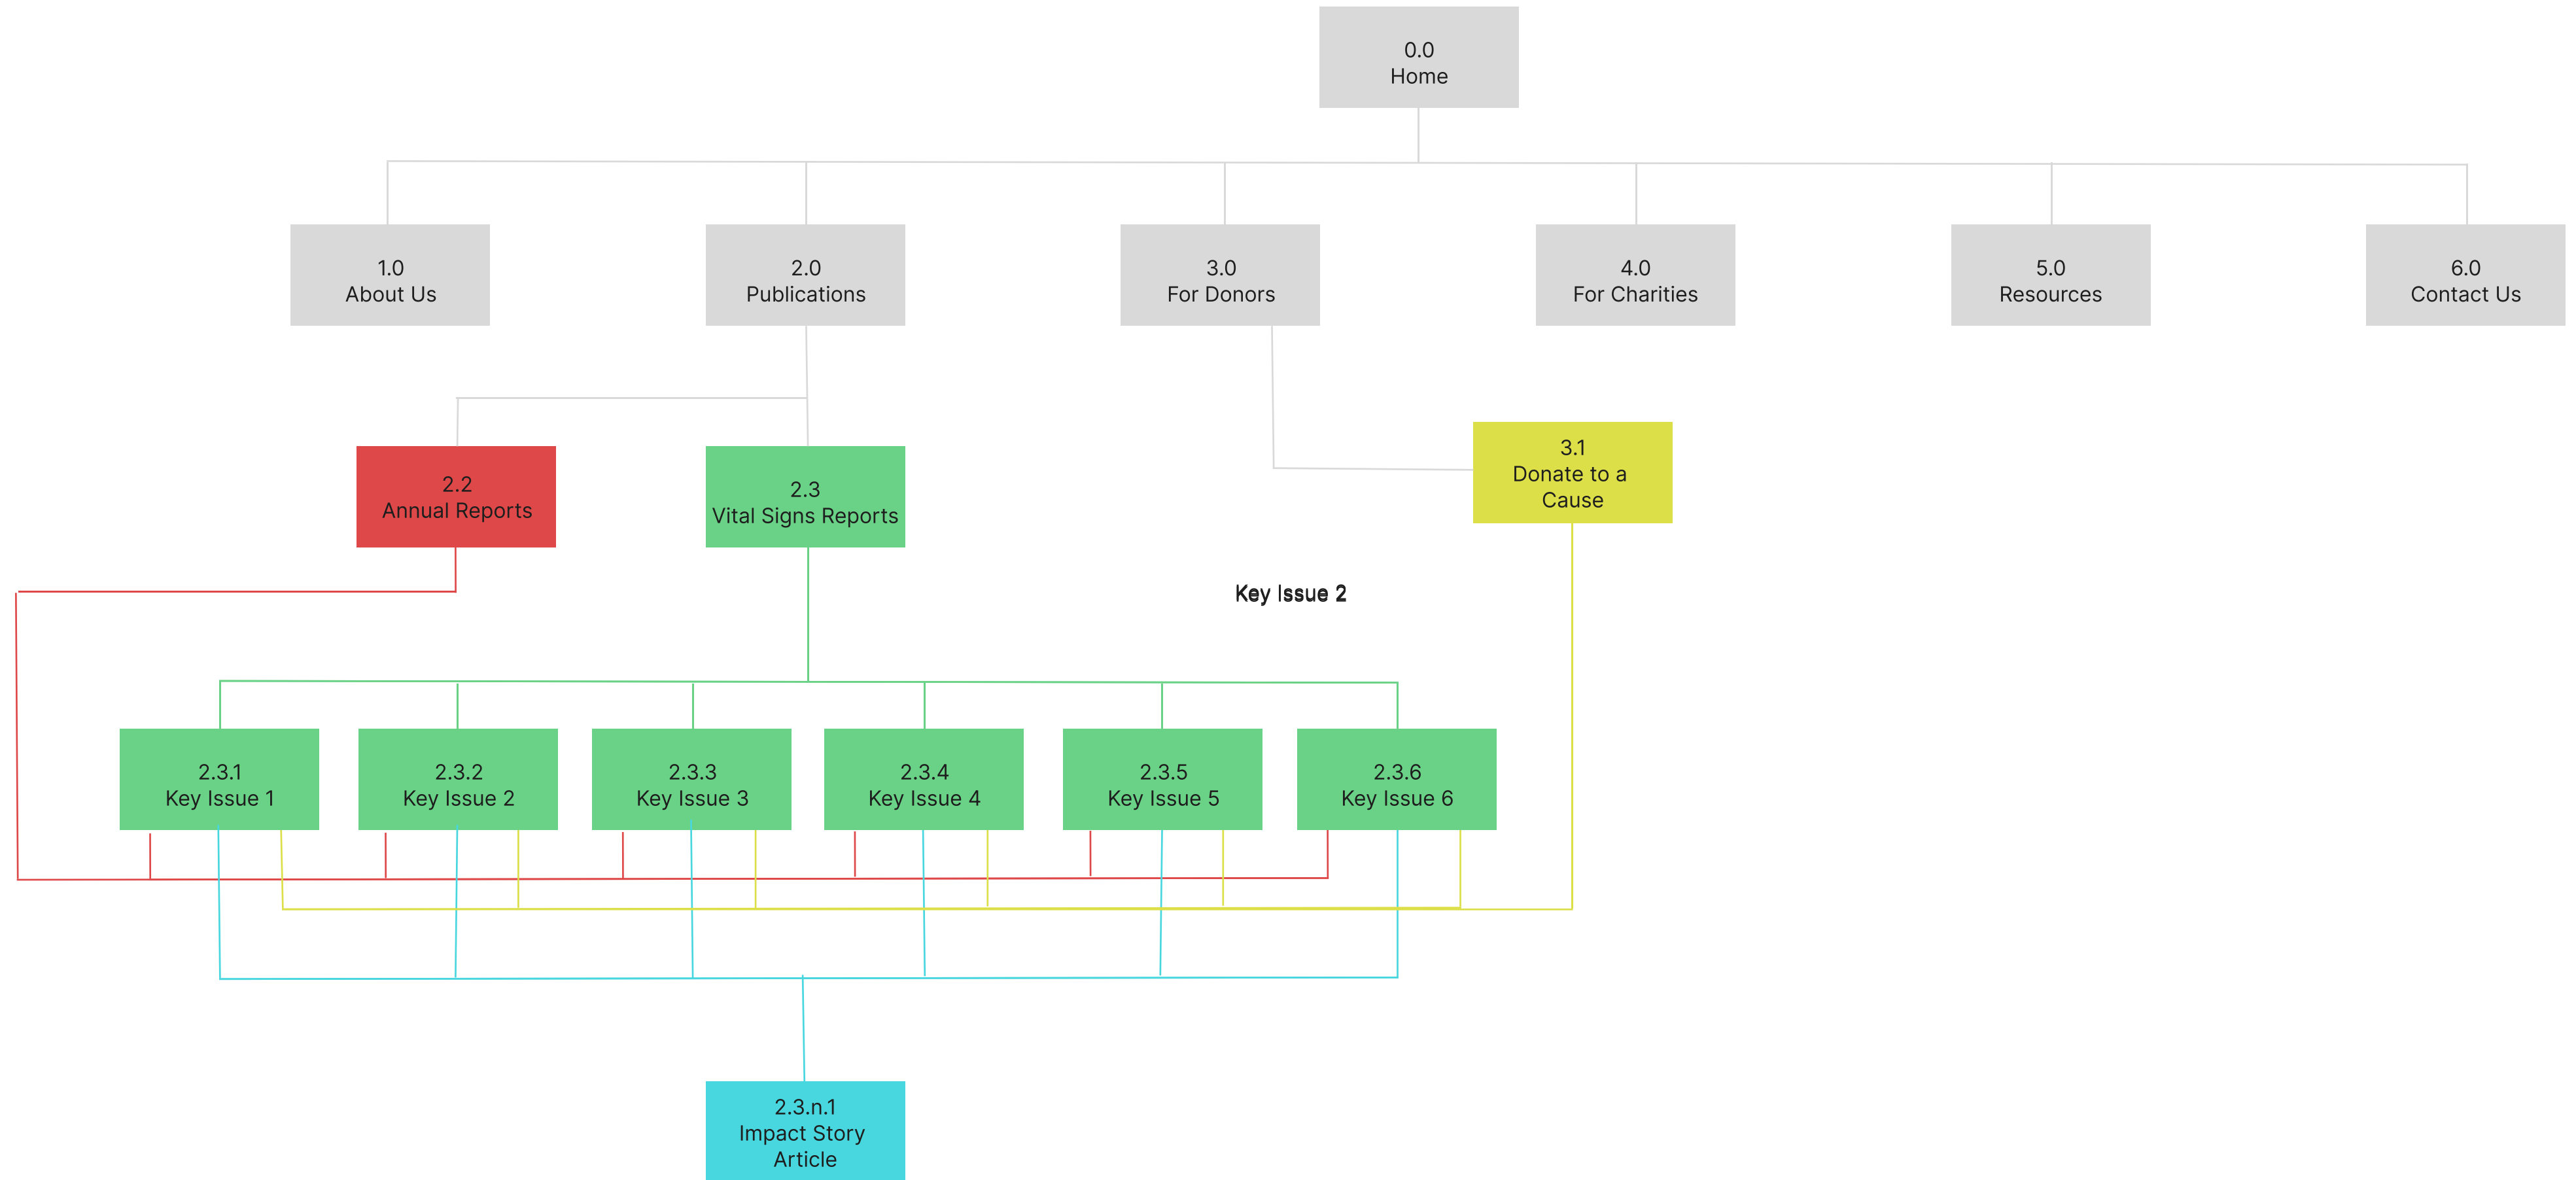 0.0
Home
1.0
About Us
2.0
Publications
3.0
For Donors
4.0
For Charities
5.0
Resources
6.0
Contact Us
2.2
Annual Reports
2.3
Vital Signs Reports
3.1
Donate to a
Cause
Key Issue 2
2.3.1
Key Issue 1
2.3.2
Key Issue 2
2.3.3
Key Issue 3
2.3.4
Key Issue 4
2.3.5
Key Issue 5
2.3.6
Key Issue 6
2.3.n.1
Impact Story
Article